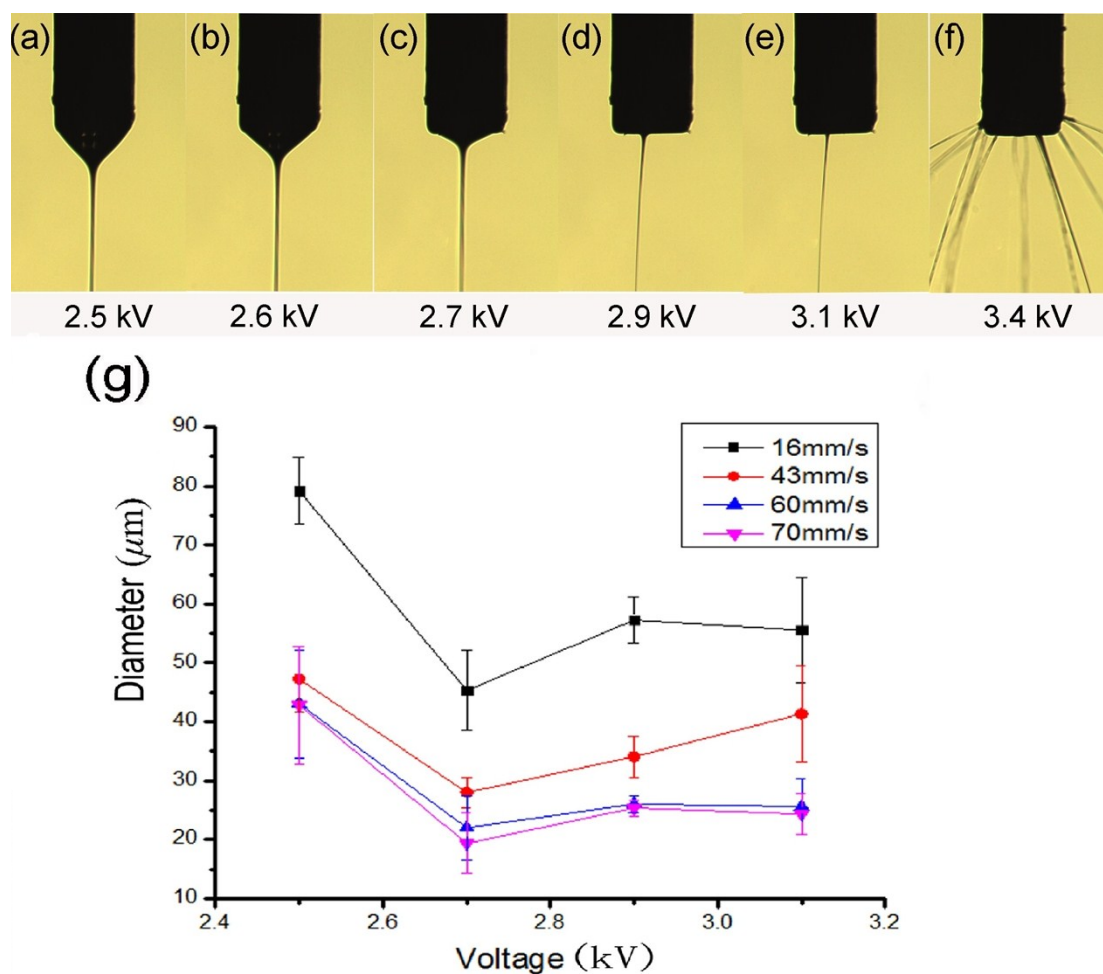 (a) (b) (c) (d) (e) (f)
2.5 kV 2.6 kV 2.7 kV 2.9 kV 3.1 kV 3.4 kV
(g)
90
80
70
60
50
40
30
20
10
Diameter (μm)
16mm/s
43mm/s
60mm/s
70mm/s
2.4 2.6 2.8 3.0 3.2
Voltage (kV)